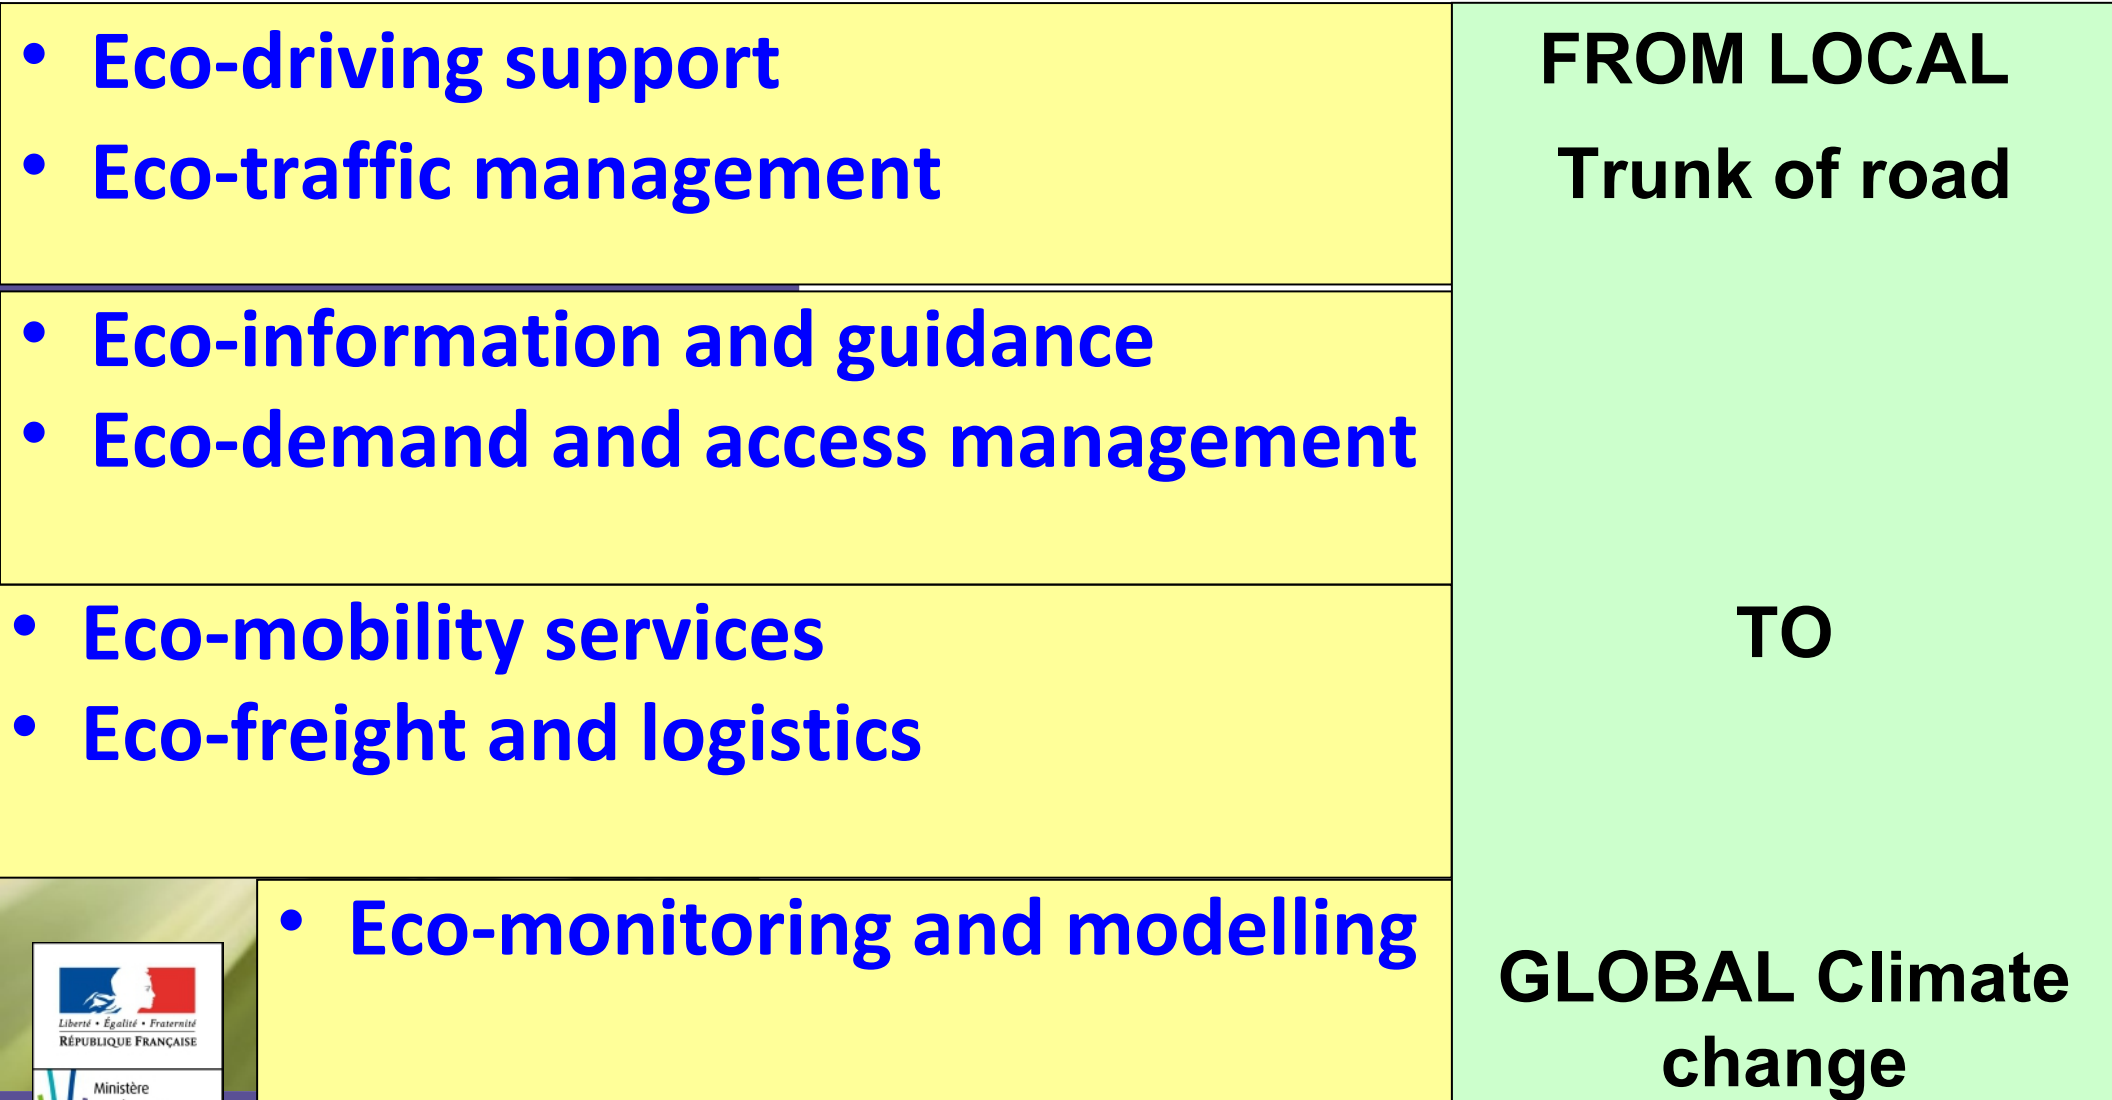 • Eco-driving support
• Eco-traffic management
• Eco-information and guidance
• Eco-demand and access management
• Eco-mobility services
• Eco-freight and logistics
• Eco-monitoring and modelling
FROM LOCAL
Trunk of road
TO
GLOBAL Climate
change
Liberté • Égalité • Fraternité
RÉPUBLIQUE FRANÇAISE
Ministère